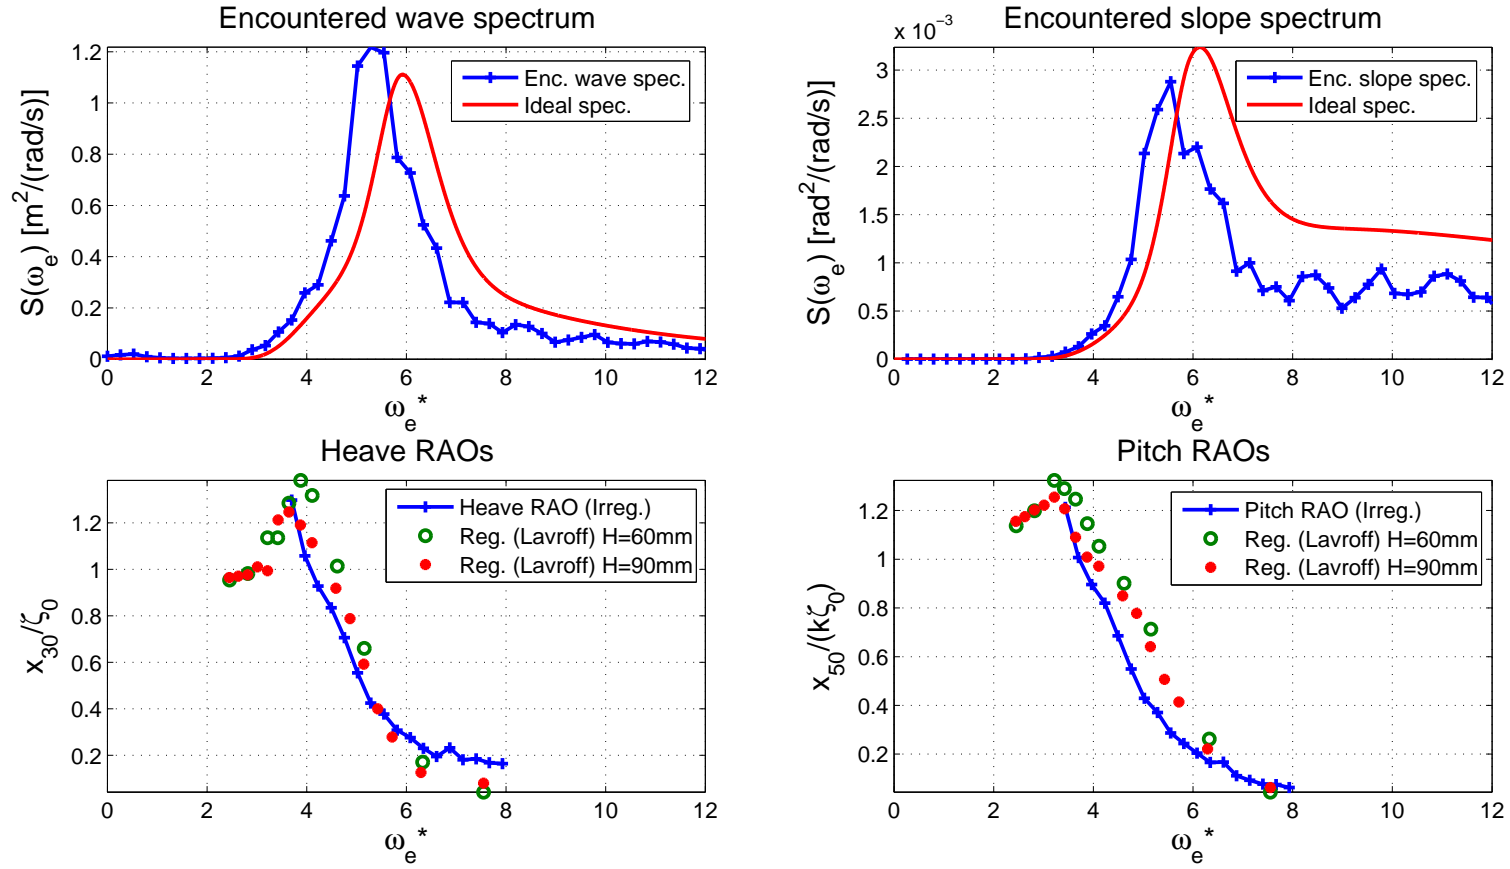 Encountered wave spectrum
S(ω_e) [m²/(rad/s)]
1.2
1
0.8
0.6
0.4
0.2
0
Enc. wave spec.
Ideal spec.
0 2 4 6 8 10 12
ω_e*
Encountered slope spectrum
x 10⁻³
S(ω_e) [rad²/(rad/s)]
3
2.5
2
1.5
1
0.5
0
Enc. slope spec.
Ideal spec.
0 2 4 6 8 10 12
ω_e*
Heave RAOs
x₃₀/ζ₀
1.2
1
0.8
0.6
0.4
0.2
Heave RAO (Irreg.)
Reg. (Lavroff) H=60mm
Reg. (Lavroff) H=90mm
0 2 4 6 8 10 12
ω_e*
Pitch RAOs
x₅₀/(kζ₀)
1.2
1
0.8
0.6
0.4
0.2
Pitch RAO (Irreg.)
Reg. (Lavroff) H=60mm
Reg. (Lavroff) H=90mm
0 2 4 6 8 10 12
ω_e*